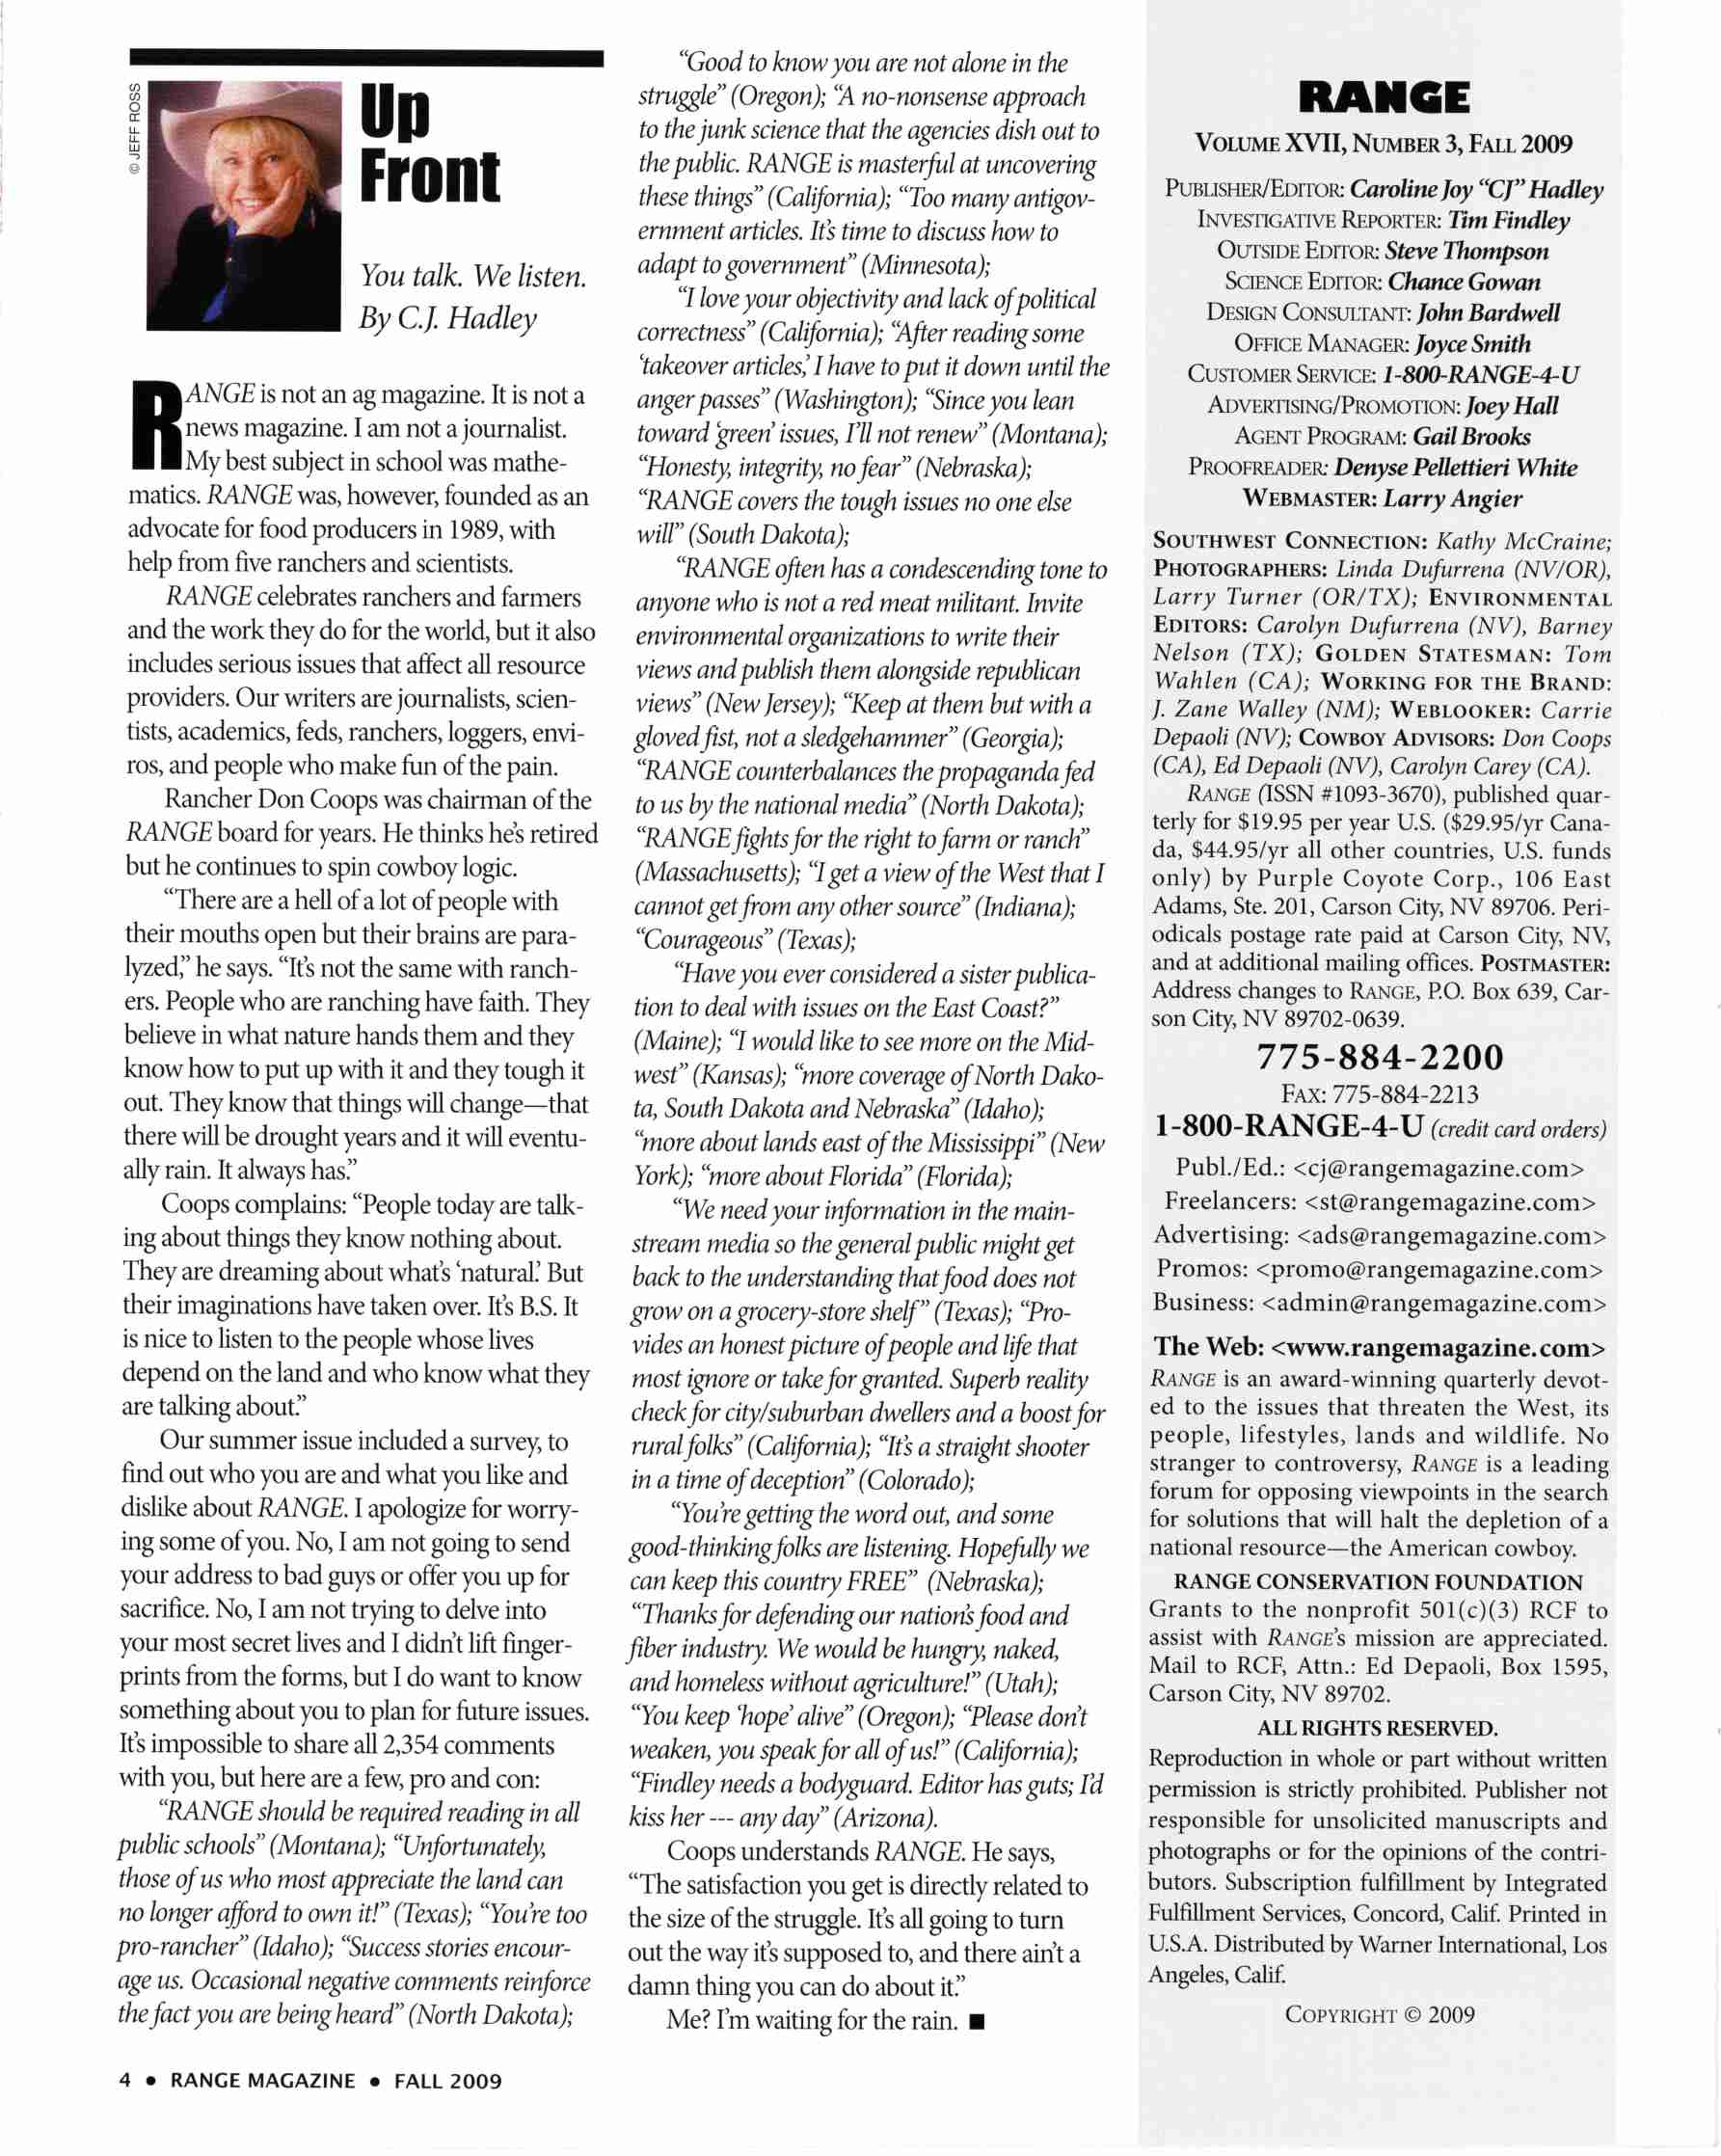 © JEFF ROSS
Up
Front
You talk. We listen.
By C.J. Hadley
RANGE is not an ag magazine. It is not a
news magazine. I am not a journalist.
My best subject in school was mathe-
matics. RANGE was, however, founded as an
advocate for food producers in 1989, with
help from five ranchers and scientists.
RANGE celebrates ranchers and farmers
and the work they do for the world, but it also
includes serious issues that affect all resource
providers. Our writers are journalists, scien-
tists, academics, feds, ranchers, loggers, envi-
ros, and people who make fun of the pain.
Rancher Don Coops was chairman of the
RANGE board for years. He thinks he's retired
but he continues to spin cowboy logic.
“There are a hell of a lot of people with
their mouths open but their brains are para-
lyzed,” he says. “It's not the same with ranch-
ers. People who are ranching have faith. They
believe in what nature hands them and they
know how to put up with it and they tough it
out. They know that things will change—that
there will be drought years and it will eventu-
ally rain. It always has.”
Coops complains: “People today are talk-
ing about things they know nothing about.
They are dreaming about what's ‘natural.’ But
their imaginations have taken over. It's B.S. It
is nice to listen to the people whose lives
depend on the land and who know what they
are talking about.”
Our summer issue included a survey, to
find out who you are and what you like and
dislike about RANGE. I apologize for worry-
ing some of you. No, I am not going to send
your address to bad guys or offer you up for
sacrifice. No, I am not trying to delve into
your most secret lives and I didn't lift finger-
prints from the forms, but I do want to know
something about you to plan for future issues.
It's impossible to share all 2,354 comments
with you, but here are a few, pro and con:
“RANGE should be required reading in all
public schools” (Montana); “Unfortunately,
those of us who most appreciate the land can
no longer afford to own it!” (Texas); “You're too
pro-rancher” (Idaho); “Success stories encour-
age us. Occasional negative comments reinforce
the fact you are being heard” (North Dakota);
“Good to know you are not alone in the
struggle” (Oregon); “A no-nonsense approach
to the junk science that the agencies dish out to
the public. RANGE is masterful at uncovering
these things” (California); “Too many antigov-
ernment articles. It's time to discuss how to
adapt to government” (Minnesota);
“I love your objectivity and lack of political
correctness” (California); “After reading some
‘takeover articles,’ I have to put it down until the
anger passes” (Washington); “Since you lean
toward ‘green’ issues, I'll not renew” (Montana);
“Honesty, integrity, no fear” (Nebraska);
“RANGE covers the tough issues no one else
will” (South Dakota);
“RANGE often has a condescending tone to
anyone who is not a red meat militant. Invite
environmental organizations to write their
views and publish them alongside republican
views” (New Jersey); “Keep at them but with a
gloved fist, not a sledgehammer” (Georgia);
“RANGE counterbalances the propaganda fed
to us by the national media” (North Dakota);
“RANGE fights for the right to farm or ranch”
(Massachusetts); “I get a view of the West that I
cannot get from any other source” (Indiana);
“Courageous” (Texas);
“Have you ever considered a sister publica-
tion to deal with issues on the East Coast?”
(Maine); “I would like to see more on the Mid-
west” (Kansas); “more coverage of North Dako-
ta, South Dakota and Nebraska” (Idaho);
“more about lands east of the Mississippi” (New
York); “more about Florida” (Florida);
“We need your information in the main-
stream media so the general public might get
back to the understanding that food does not
grow on a grocery-store shelf” (Texas); “Pro-
vides an honest picture of people and life that
most ignore or take for granted. Superb reality
check for city/suburban dwellers and a boost for
rural folks” (California); “It's a straight shooter
in a time of deception” (Colorado);
“You're getting the word out, and some
good-thinking folks are listening. Hopefully we
can keep this country FREE” (Nebraska);
“Thanks for defending our nation's food and
fiber industry. We would be hungry, naked,
and homeless without agriculture!” (Utah);
“You keep ‘hope’ alive” (Oregon); “Please don't
weaken, you speak for all of us!” (California);
“Findley needs a bodyguard. Editor has guts; I'd
kiss her --- any day” (Arizona).
Coops understands RANGE. He says,
“The satisfaction you get is directly related to
the size of the struggle. It's all going to turn
out the way it's supposed to, and there ain't a
damn thing you can do about it.”
Me? I'm waiting for the rain. ■
RANGE
VOLUME XVII, NUMBER 3, FALL 2009
PUBLISHER/EDITOR: Caroline Joy “CJ” Hadley
INVESTIGATIVE REPORTER: Tim Findley
OUTSIDE EDITOR: Steve Thompson
SCIENCE EDITOR: Chance Gowan
DESIGN CONSULTANT: John Bardwell
OFFICE MANAGER: Joyce Smith
CUSTOMER SERVICE: 1-800-RANGE-4-U
ADVERTISING/PROMOTION: Joey Hall
AGENT PROGRAM: Gail Brooks
PROOFREADER: Denyse Pellettieri White
WEBMASTER: Larry Angier
SOUTHWEST CONNECTION: Kathy McCraine;
PHOTOGRAPHERS: Linda Dufurrena (NV/OR),
Larry Turner (OR/TX); ENVIRONMENTAL
EDITORS: Carolyn Dufurrena (NV), Barney
Nelson (TX); GOLDEN STATESMAN: Tom
Wahlen (CA); WORKING FOR THE BRAND:
J. Zane Walley (NM); WEBLOOKER: Carrie
Depaoli (NV); COWBOY ADVISORS: Don Coops
(CA), Ed Depaoli (NV), Carolyn Carey (CA).
RANGE (ISSN #1093-3670), published quar-
terly for $19.95 per year U.S. ($29.95/yr Cana-
da, $44.95/yr all other countries, U.S. funds
only) by Purple Coyote Corp., 106 East
Adams, Ste. 201, Carson City, NV 89706. Peri-
odicals postage rate paid at Carson City, NV,
and at additional mailing offices. POSTMASTER:
Address changes to RANGE, P.O. Box 639, Car-
son City, NV 89702-0639.
775-884-2200
FAX: 775-884-2213
1-800-RANGE-4-U (credit card orders)
Publ./Ed.: <cj@rangemagazine.com>
Freelancers: <st@rangemagazine.com>
Advertising: <ads@rangemagazine.com>
Promos: <promo@rangemagazine.com>
Business: <admin@rangemagazine.com>
The Web: <www.rangemagazine.com>
RANGE is an award-winning quarterly devot-
ed to the issues that threaten the West, its
people, lifestyles, lands and wildlife. No
stranger to controversy, RANGE is a leading
forum for opposing viewpoints in the search
for solutions that will halt the depletion of a
national resource—the American cowboy.
RANGE CONSERVATION FOUNDATION
Grants to the nonprofit 501(c)(3) RCF to
assist with RANGE's mission are appreciated.
Mail to RCF, Attn.: Ed Depaoli, Box 1595,
Carson City, NV 89702.
ALL RIGHTS RESERVED.
Reproduction in whole or part without written
permission is strictly prohibited. Publisher not
responsible for unsolicited manuscripts and
photographs or for the opinions of the contri-
butors. Subscription fulfillment by Integrated
Fulfillment Services, Concord, Calif. Printed in
U.S.A. Distributed by Warner International, Los
Angeles, Calif.
COPYRIGHT © 2009
4 • RANGE MAGAZINE • FALL 2009